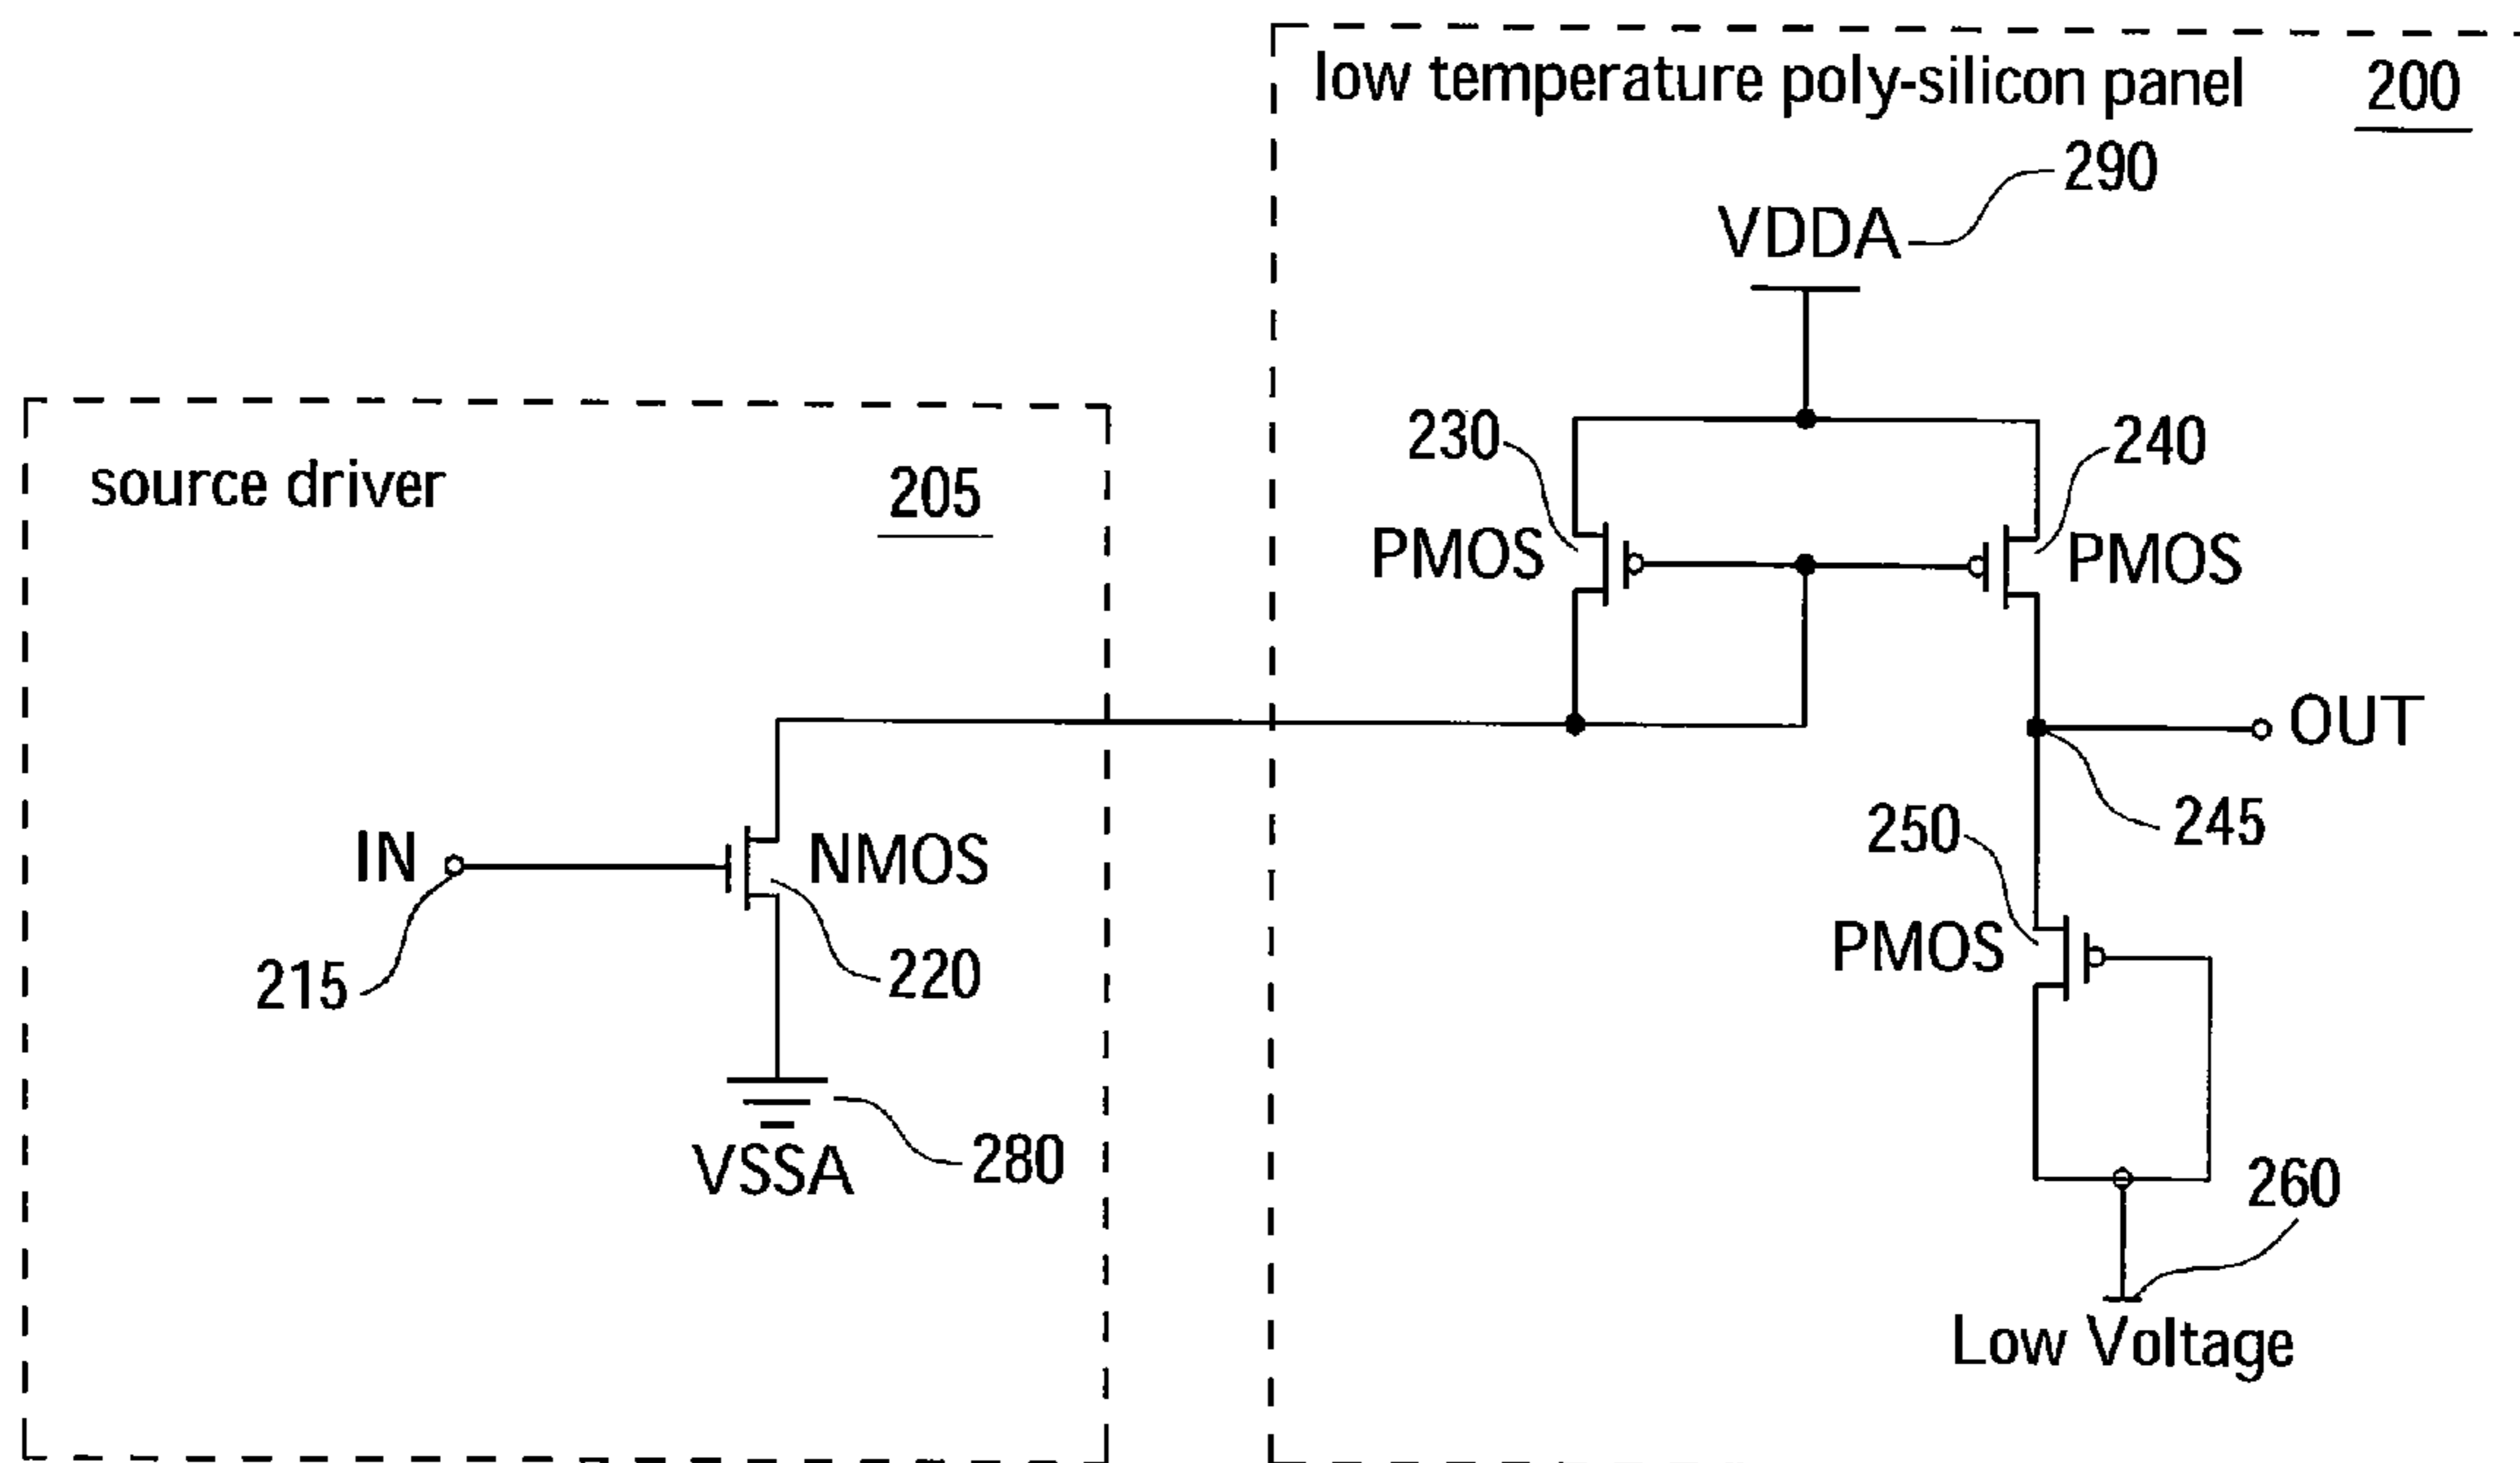 low temperature poly-silicon panel 200
290
VDDA
230
240
PMOS
PMOS
source driver 205
OUT
245
250
PMOS
IN
NMOS
215
220
VSSA
280
260
Low Voltage